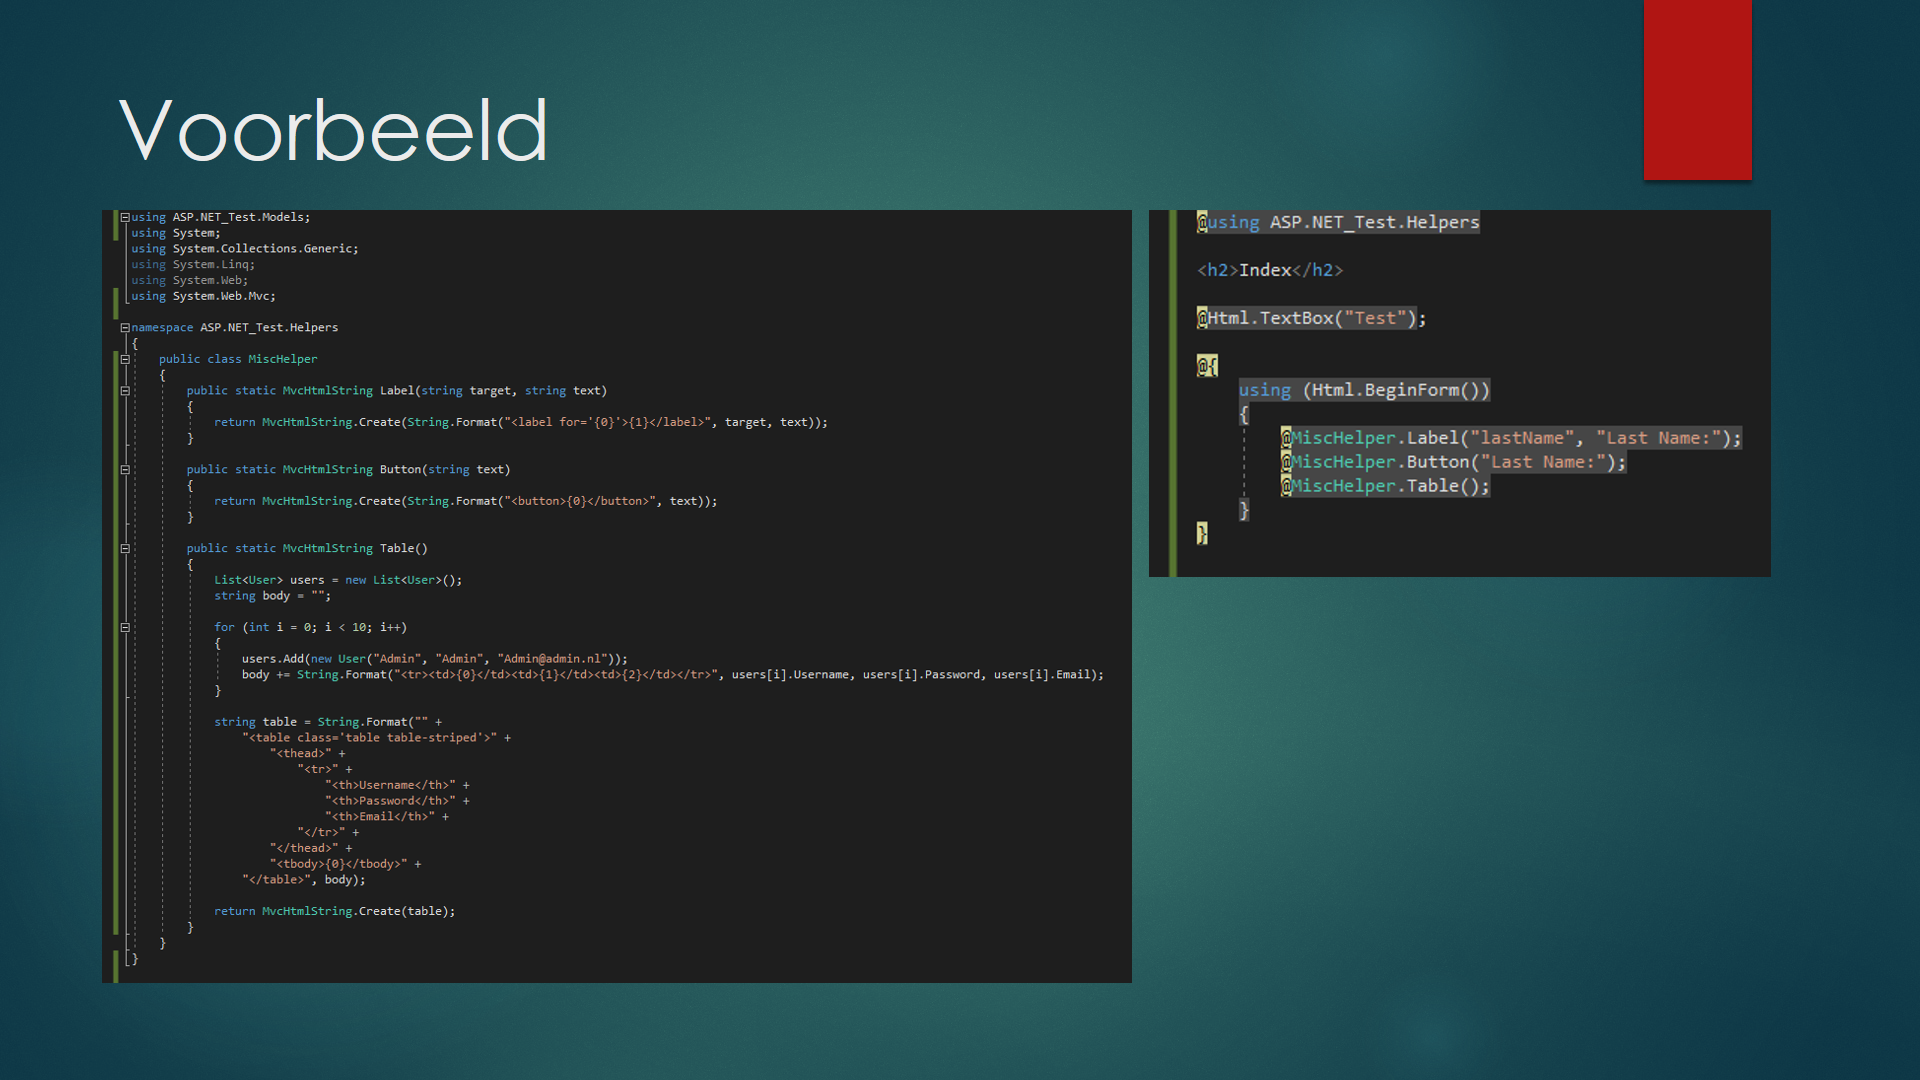 Voorbeeld
using ASP.NET_Test.Models;
using System;
using System.Collections.Generic;
using System.Linq;
using System.Web;
using System.Web.Mvc;
namespace ASP.NET_Test.Helpers
{
public class MiscHelper
{
public static MvcHtmlString Label(string target, string text)
{
return MvcHtmlString.Create(String.Format("<label for='{0}'>{1}</label>", target, text));
}
public static MvcHtmlString Button(string text)
{
return MvcHtmlString.Create(String.Format("<button>{0}</button>", text));
}
public static MvcHtmlString Table()
{
List<User> users = new List<User>();
string body = "";
for (int i = 0; i < 10; i++)
{
users.Add(new User("Admin", "Admin", "Admin@admin.nl"));
body += String.Format("<tr><td>{0}</td><td>{1}</td><td>{2}</td></tr>", users[i].Username, users[i].Password, users[i].Email);
}
string table = String.Format("" +
"<table class='table table-striped'>" +
"<thead>" +
"<tr>" +
"<th>Username</th>" +
"<th>Password</th>" +
"<th>Email</th>" +
"</tr>" +
"</thead>" +
"<tbody>{0}</tbody>" +
"</table>", body);
return MvcHtmlString.Create(table);
}
}
}
@using ASP.NET_Test.Helpers
<h2>Index</h2>
@Html.TextBox("Test");
@{
using (Html.BeginForm())
{
@MiscHelper.Label("lastName", "Last Name:");
@MiscHelper.Button("Last Name:");
@MiscHelper.Table();
}
}